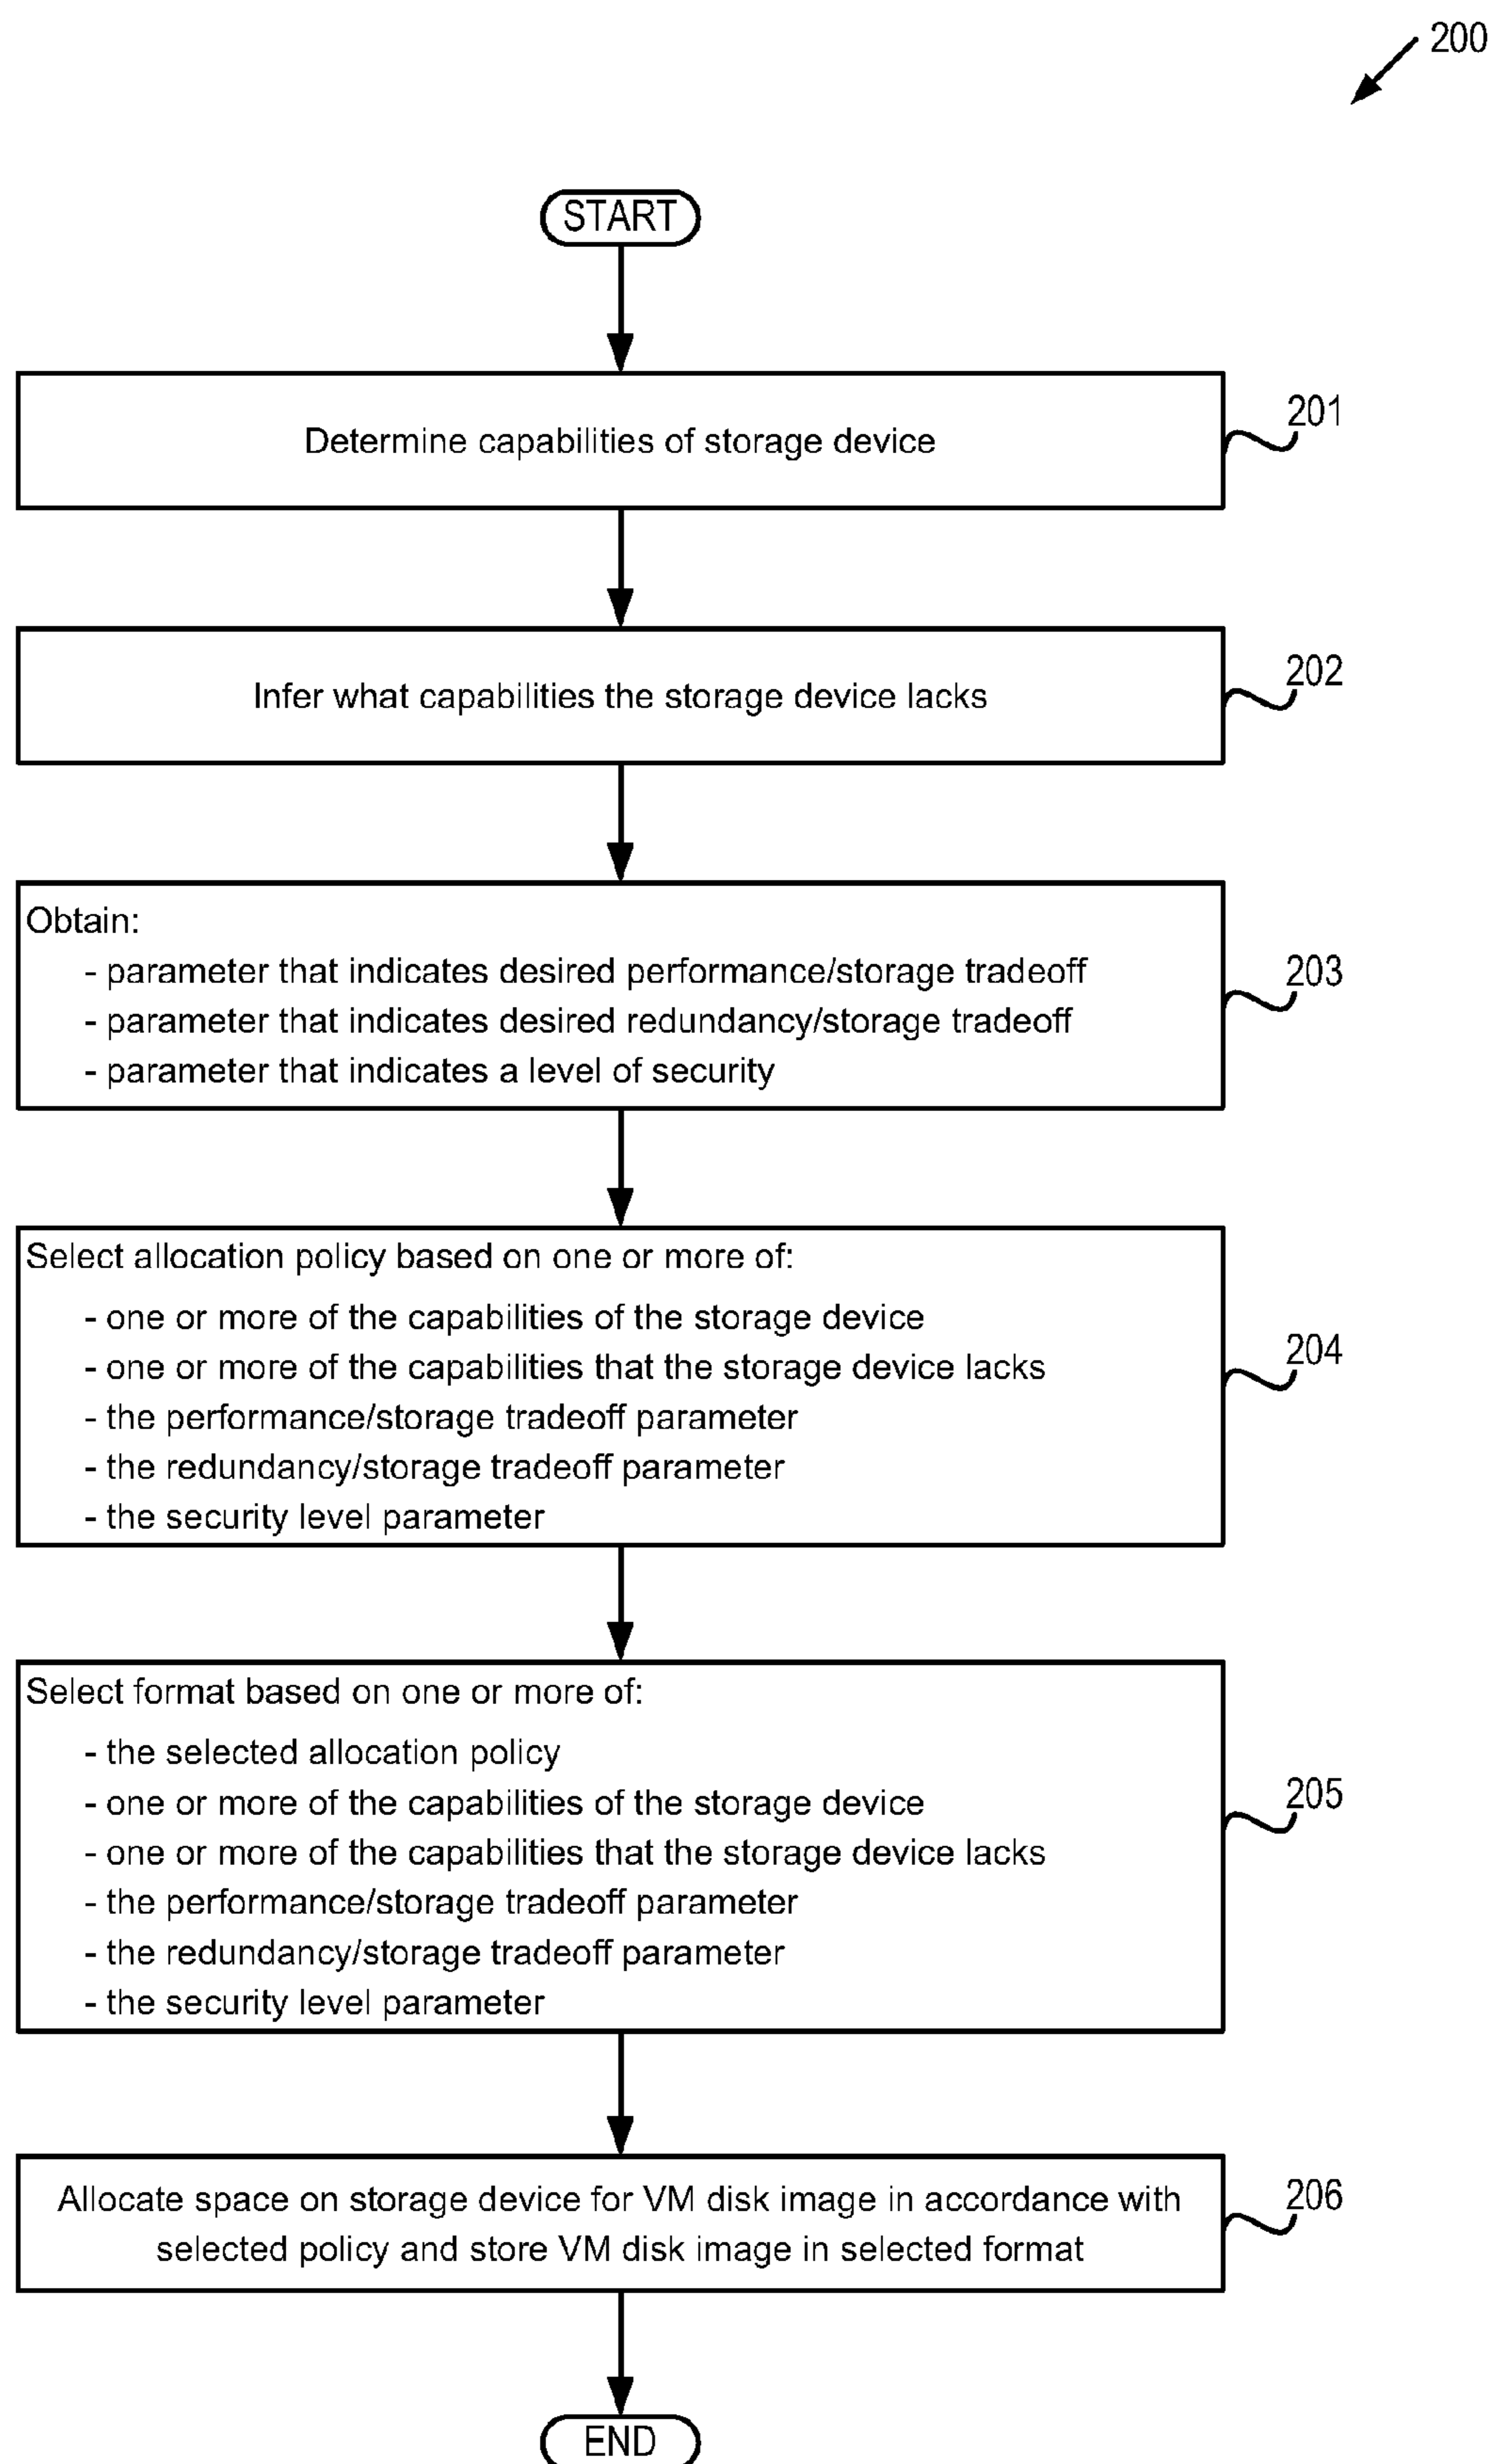 200
START
Determine capabilities of storage device
201
Infer what capabilities the storage device lacks
202
Obtain:
- parameter that indicates desired performance/storage tradeoff
- parameter that indicates desired redundancy/storage tradeoff
- parameter that indicates a level of security
203
Select allocation policy based on one or more of:
- one or more of the capabilities of the storage device
- one or more of the capabilities that the storage device lacks
- the performance/storage tradeoff parameter
- the redundancy/storage tradeoff parameter
- the security level parameter
204
Select format based on one or more of:
- the selected allocation policy
- one or more of the capabilities of the storage device
- one or more of the capabilities that the storage device lacks
- the performance/storage tradeoff parameter
- the redundancy/storage tradeoff parameter
- the security level parameter
205
Allocate space on storage device for VM disk image in accordance with
selected policy and store VM disk image in selected format
206
END